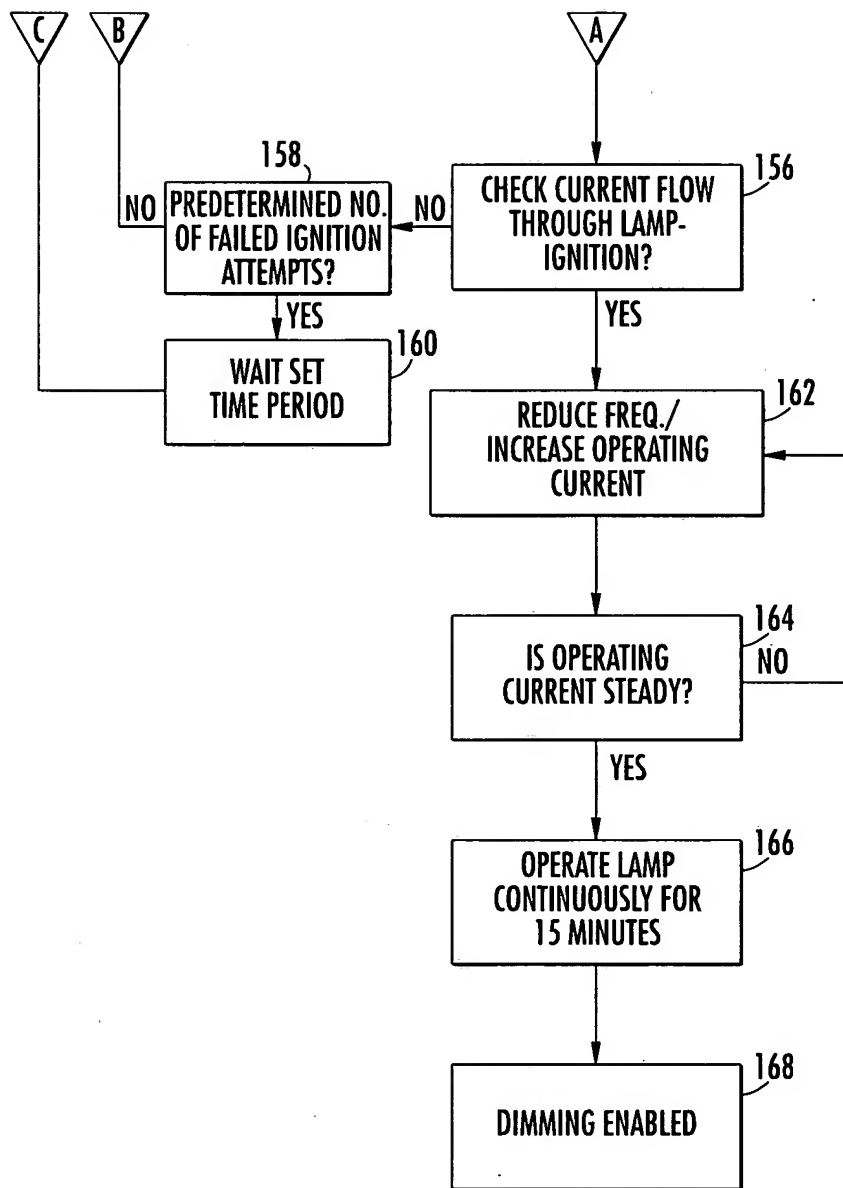 C
B
A
158
156
PREDETERMINED NO.
OF FAILED IGNITION
ATTEMPTS?
NO
NO
CHECK CURRENT FLOW
THROUGH LAMP-
IGNITION?
YES
YES
160
WAIT SET
TIME PERIOD
162
REDUCE FREQ./
INCREASE OPERATING
CURRENT
164
IS OPERATING
CURRENT STEADY?
NO
YES
166
OPERATE LAMP
CONTINUOUSLY FOR
15 MINUTES
168
DIMMING ENABLED